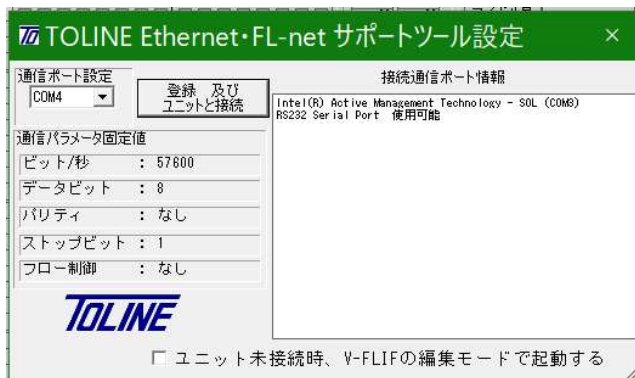 TOLINE Ethernet・FL-net サポートツール設定
通信ポート設定
COM4
登録 及び
ユニットと接続
接続通信ポート情報
Intel(R) Active Management Technology - SOL (COM3)
RS232 Serial Port 使用可能
通信パラメータ固定値
ビット/秒 : 57600
データビット : 8
パリティ : なし
ストップビット : 1
フロー制御 : なし
TOLINE
ユニット未接続時、V-FLIFの編集モードで起動する